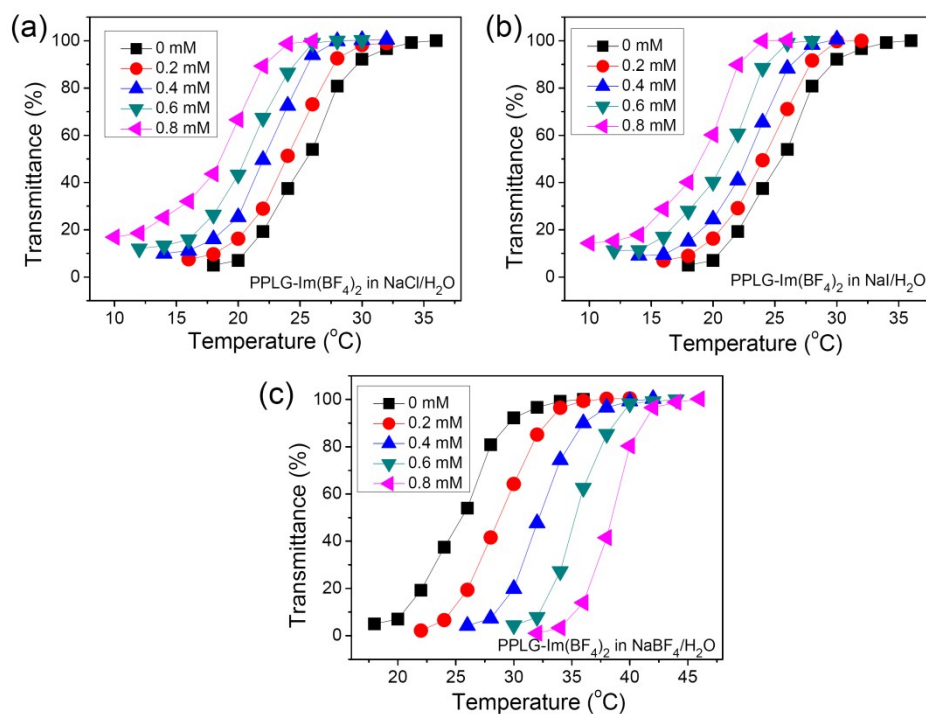 (a)
0 mM
0.2 mM
0.4 mM
0.6 mM
0.8 mM
100
80
60
40
20
0
Transmittance (%)
PPLG-Im(BF4)2 in NaCl/H2O
10 15 20 25 30 35
Temperature (oC)
(b)
0 mM
0.2 mM
0.4 mM
0.6 mM
0.8 mM
100
80
60
40
20
0
Transmittance (%)
PPLG-Im(BF4)2 in NaI/H2O
10 15 20 25 30 35
Temperature (oC)
(c)
0 mM
0.2 mM
0.4 mM
0.6 mM
0.8 mM
100
80
60
40
20
0
Transmittance (%)
PPLG-Im(BF4)2 in NaBF4/H2O
20 25 30 35 40 45
Temperature (oC)